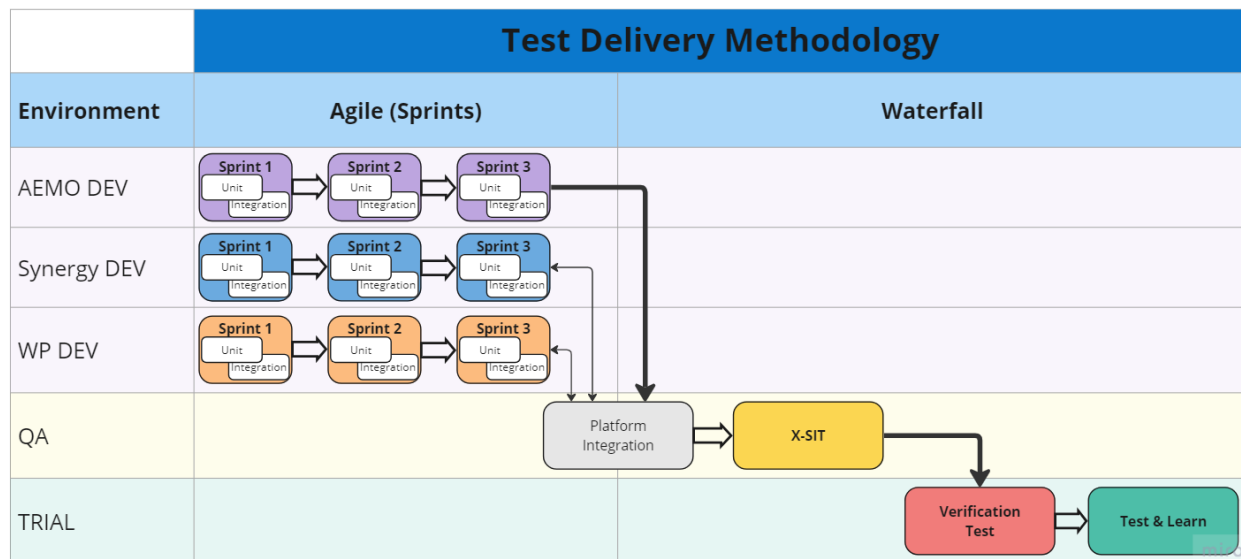 Test Delivery Methodology
Environment
Agile (Sprints)
Waterfall
AEMO DEV
Sprint 1
Unit
Integration
Sprint 2
Unit
Integration
Sprint 3
Unit
Integration
Synergy DEV
Sprint 1
Unit
Integration
Sprint 2
Unit
Integration
Sprint 3
Unit
Integration
WP DEV
Sprint 1
Unit
Integration
Sprint 2
Unit
Integration
Sprint 3
Unit
Integration
QA
Platform
Integration
X-SIT
TRIAL
Verification
Test
Test & Learn
miro